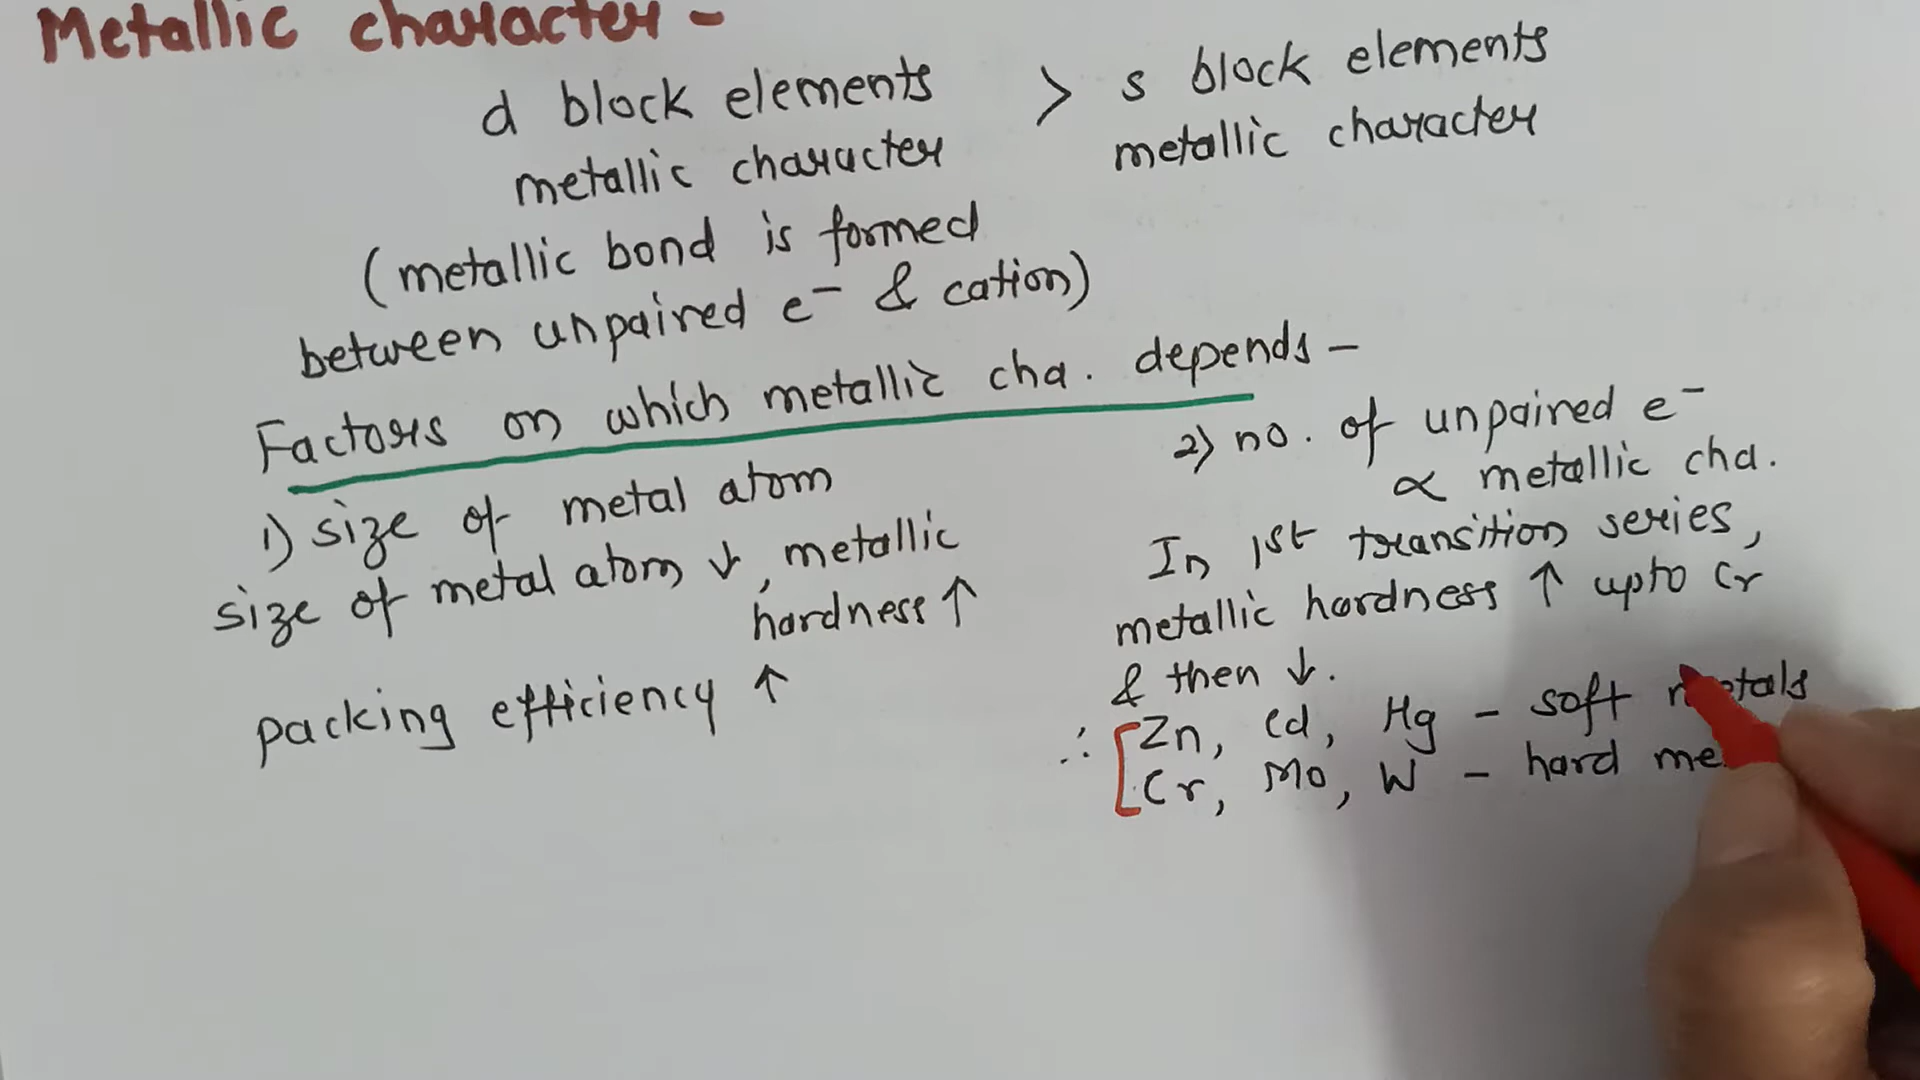 Metallic character -
d block elements > s block elements
metallic character metallic character
(metallic bond is formed
between unpaired e⁻ & cation)
Factors on which metallic cha. depends -
1) size of metal atom
size of metal atom ↓, metallic
hardness ↑
packing efficiency ↑
2) no. of unpaired e⁻
∝ metallic cha.
In 1st transition series,
metallic hardness ↑ upto Cr
& then ↓.
∴ [Zn, Cd, Hg - soft metals
Cr, Mo, W - hard